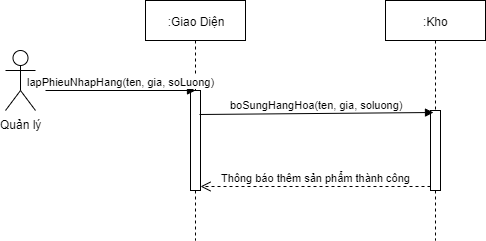 :Giao Diện
:Kho
lapPhieuNhapHang(ten, gia, soLuong)
boSungHangHoa(ten, gia, soluong)
Quản lý
Thông báo thêm sản phẩm thành công